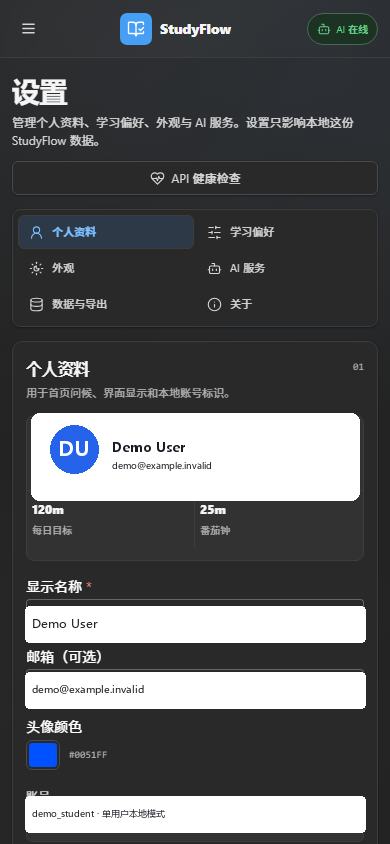 StudyFlow
AI 在线
设置
管理个人资料、学习偏好、外观与 AI 服务。设置只影响本地这份
StudyFlow 数据。
API 健康检查
个人资料
学习偏好
外观
AI 服务
数据与导出
关于
个人资料
01
用于首页问候、界面显示和本地账号标识。
DU
Demo User
demo@example.invalid
120m
25m
每日目标
番茄钟
显示名称 *
Demo User
邮箱（可选）
demo@example.invalid
头像颜色
#0051FF
demo_student · 单用户本地模式